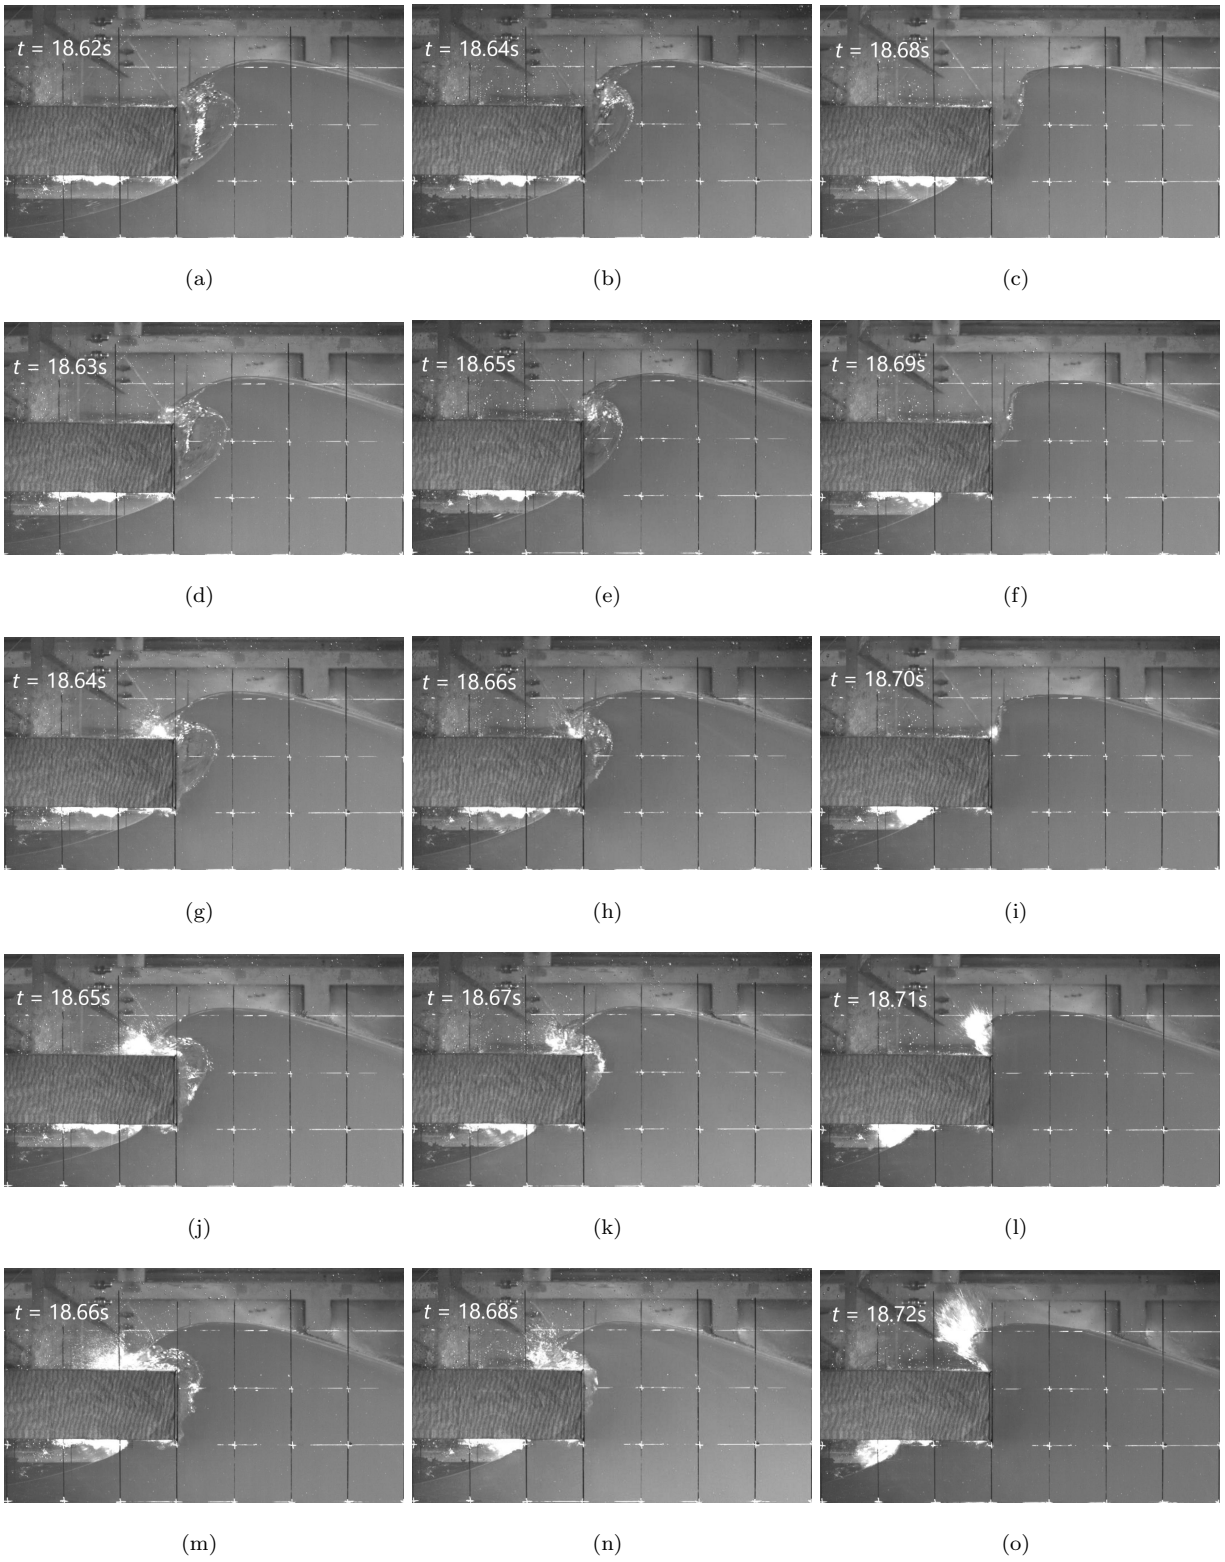 t = 18.62s t = 18.64s t = 18.68s
(a) (b) (c)
t = 18.63s t = 18.65s t = 18.69s
(d) (e) (f)
t = 18.64s t = 18.66s t = 18.70s
(g) (h) (i)
t = 18.65s t = 18.67s t = 18.71s
(j) (k) (l)
t = 18.66s t = 18.68s t = 18.72s
(m) (n) (o)